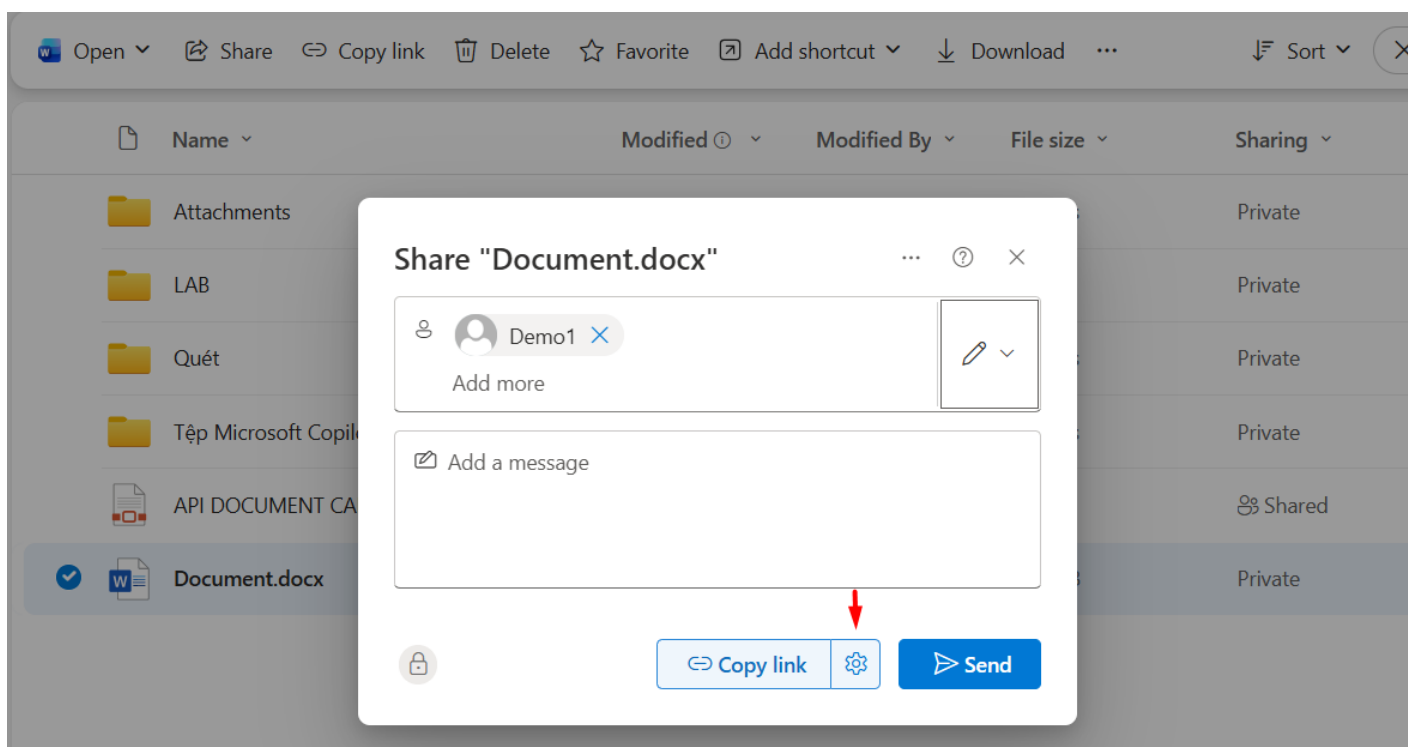 Open Share Copy link Delete Favorite Add shortcut Download ... Sort
Name Modified Modified By File size Sharing
Attachments Private
LAB Private
Quét Private
Tệp Microsoft Private
API DOCUMENT Shared
Document.docx Private
Share "Document.docx" ...
Demo1
Add more
Add a message
Copy link Send